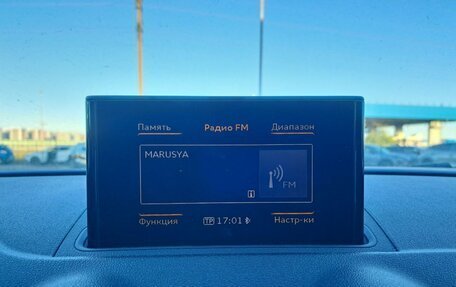 Память Радио FM Диапазон
MARUSYA
FM
Функция TP 17:01 Настр-ки